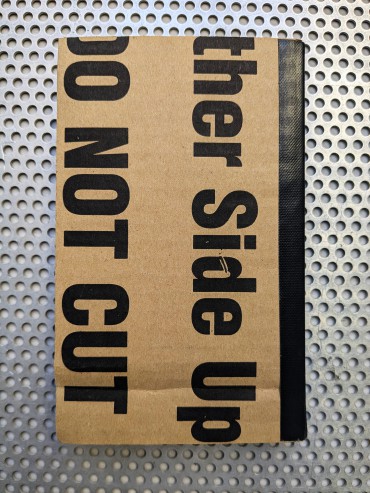 ther Side Up
DO NOT CUT